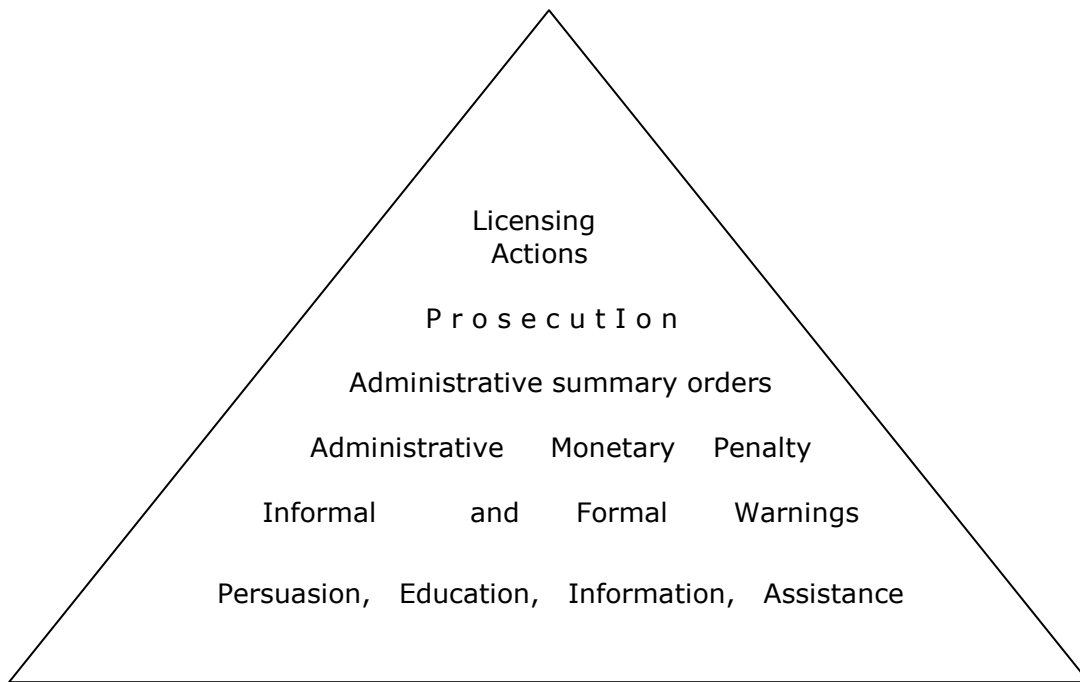 Licensing
Actions
P r o s e c u t I o n
Administrative summary orders
Administrative Monetary Penalty
Informal and Formal Warnings
Persuasion, Education, Information, Assistance